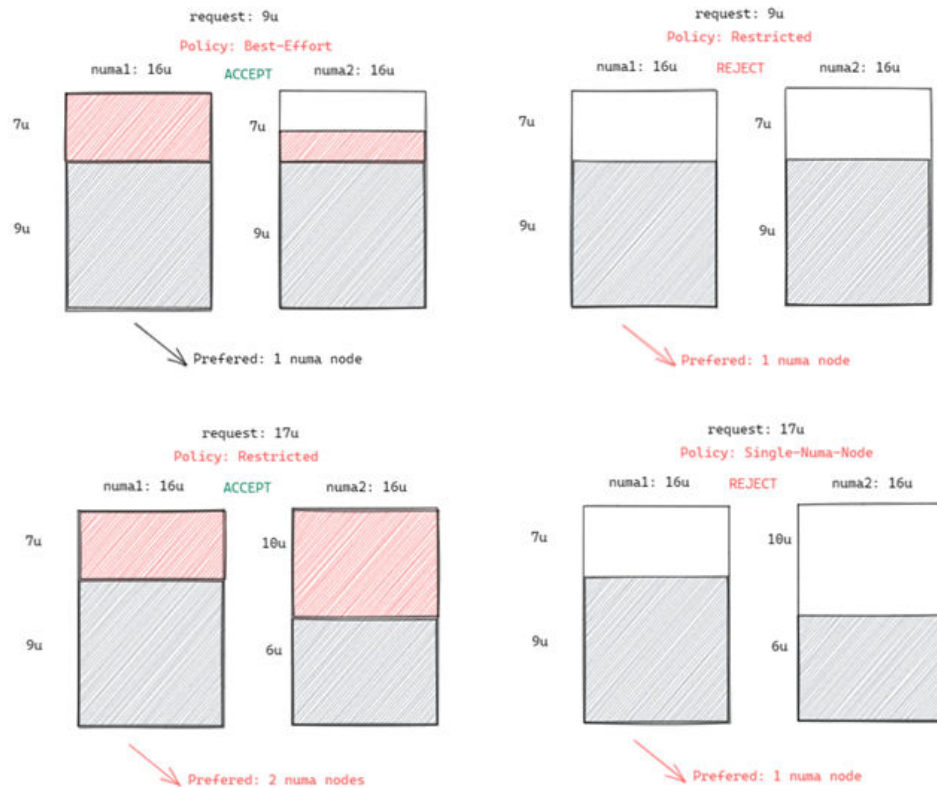 request: 9u
Policy: Best-Effort
numa1: 16u
ACCEPT
numa2: 16u
7u
7u
9u
9u
Prefered: 1 numa node
request: 9u
Policy: Restricted
numa1: 16u
REJECT
numa2: 16u
7u
7u
9u
9u
Prefered: 1 numa node
request: 17u
Policy: Restricted
numa1: 16u
ACCEPT
numa2: 16u
7u
10u
9u
6u
Prefered: 2 numa nodes
request: 17u
Policy: Single-Numa-Node
numa1: 16u
REJECT
numa2: 16u
7u
10u
9u
6u
Prefered: 1 numa node